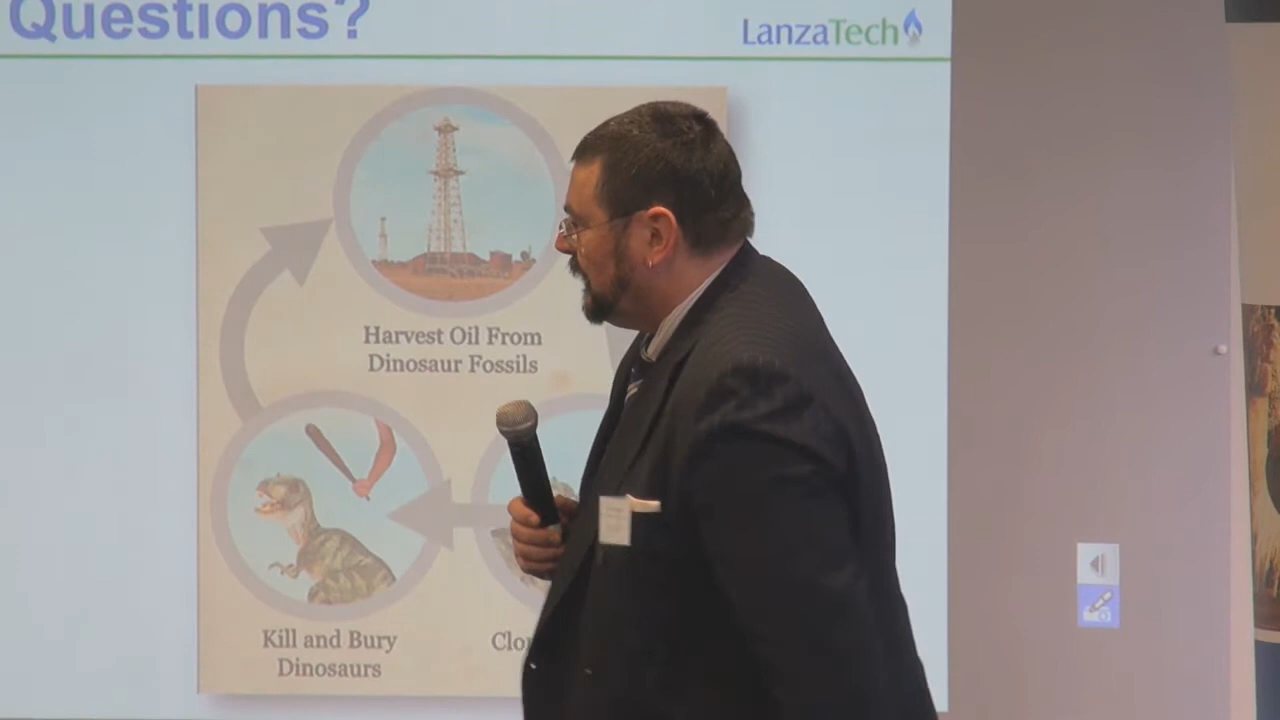 Questions?
LanzaTech
Harvest Oil From
Dinosaur Fossils
Kill and Bury
Dinosaurs